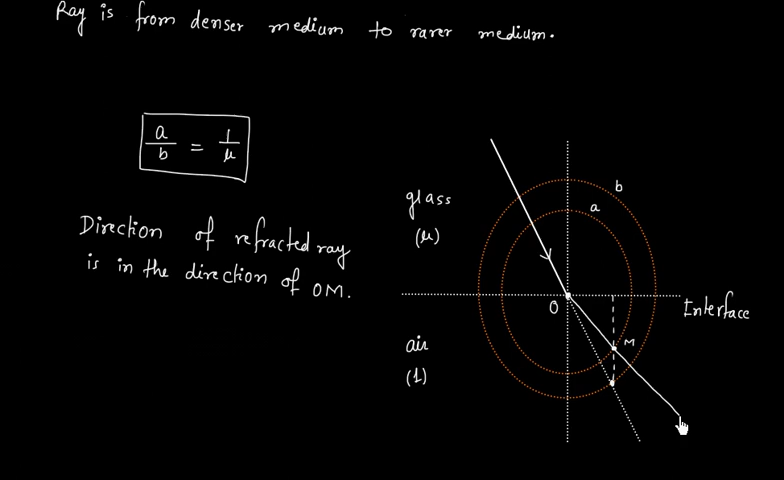 Ray is from denser medium to rarer medium.
a/b = 1/μ
Direction of refracted ray
is in the direction of OM.
glass
(μ)
b
a
O
Interface
air
M
(1)